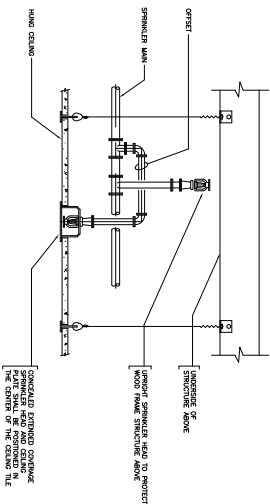 UNDERSIDE OF
STRUCTURE ABOVE
UPRIGHT SPRINKLER HEAD TO PROTECT
WOOD FRAME STRUCTURE ABOVE
OFFSET
SPRINKLER MAIN
HUNG CEILING
CONCEALED EXTENDED COVERAGE
SPRINKLER HEAD AND CEILING
PLATE SHALL BE POSITIONED IN
THE CENTER OF THE CEILING TILE